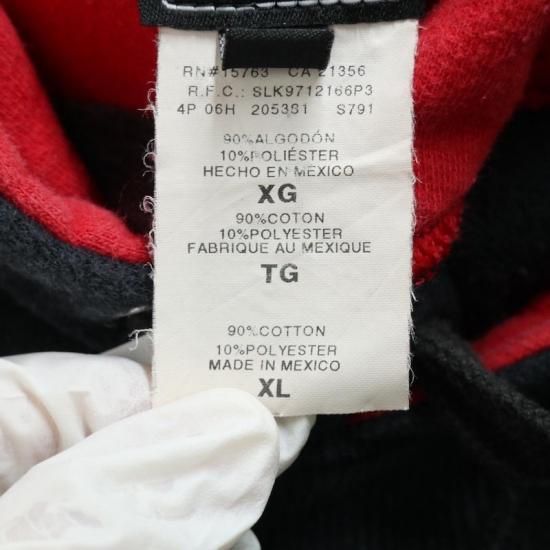 RN#15763 CA 21356
R.F.C.: SLK9712166P3
4P 06H 205381 S791
90%ALGODÓN
10%POLIÉSTER
HECHO EN MÉXICO
XG
90%COTON
10%POLYESTER
FABRIQUE AU MEXIQUE
TG
90%COTTON
10%POLYESTER
MADE IN MEXICO
XL